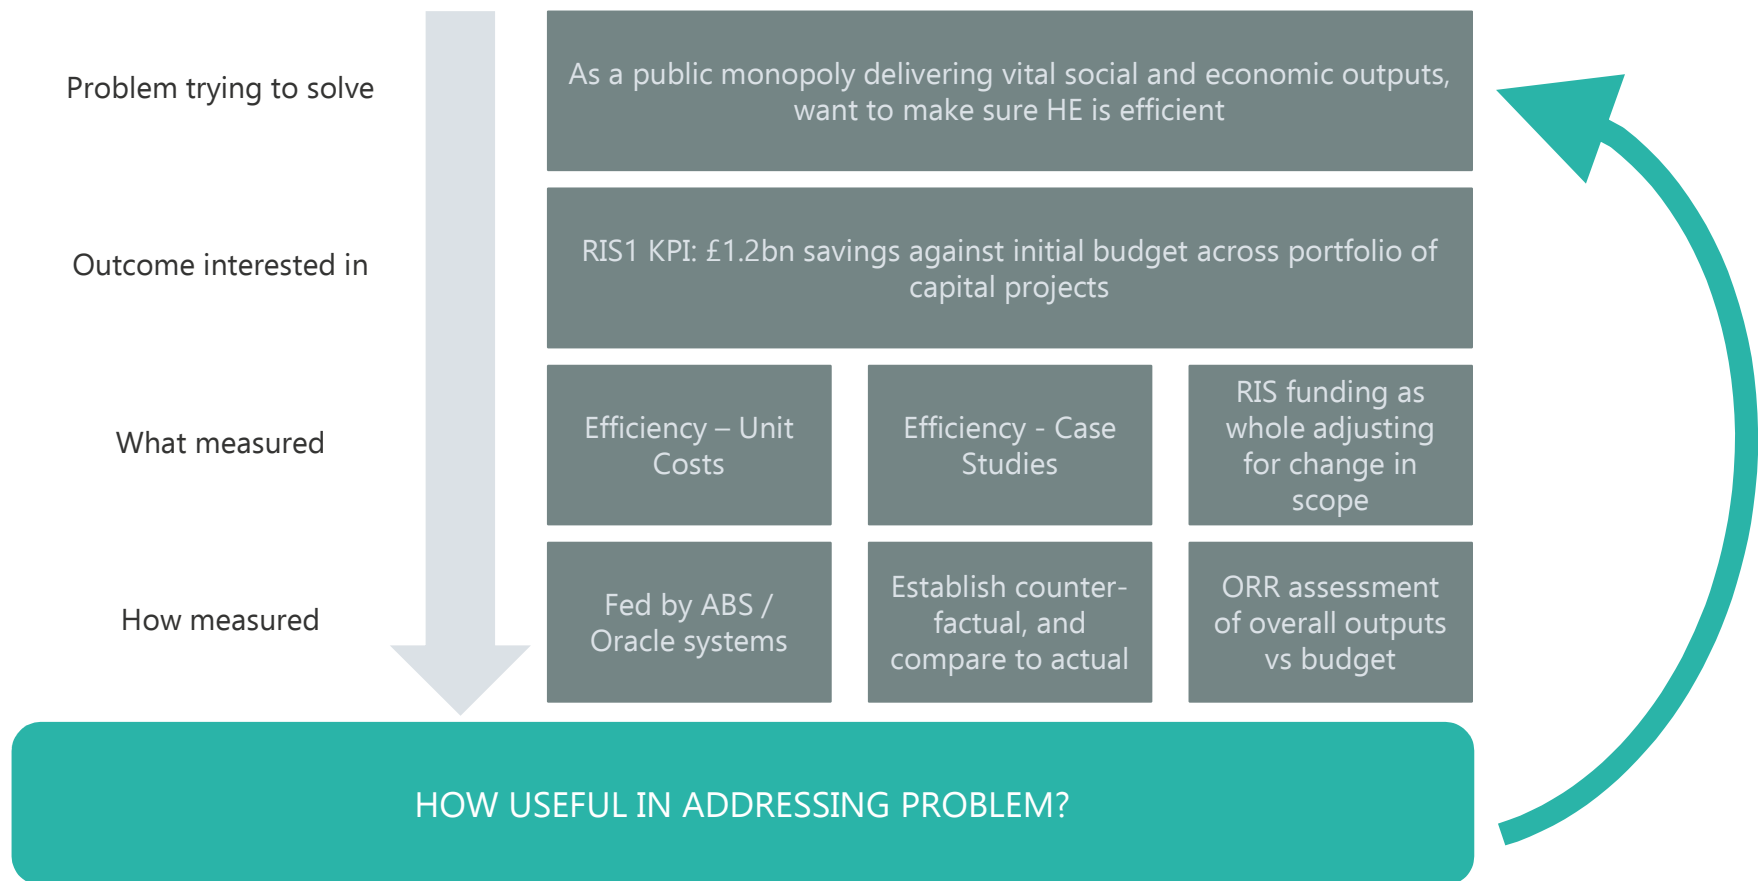 Problem trying to solve
As a public monopoly delivering vital social and economic outputs,
want to make sure HE is efficient
Outcome interested in
RIS1 KPI: £1.2bn savings against initial budget across portfolio of
capital projects
What measured
Efficiency – Unit
Costs
Efficiency - Case
Studies
RIS funding as
whole adjusting
for change in
scope
How measured
Fed by ABS /
Oracle systems
Establish counter-
factual, and
compare to actual
ORR assessment
of overall outputs
vs budget
HOW USEFUL IN ADDRESSING PROBLEM?